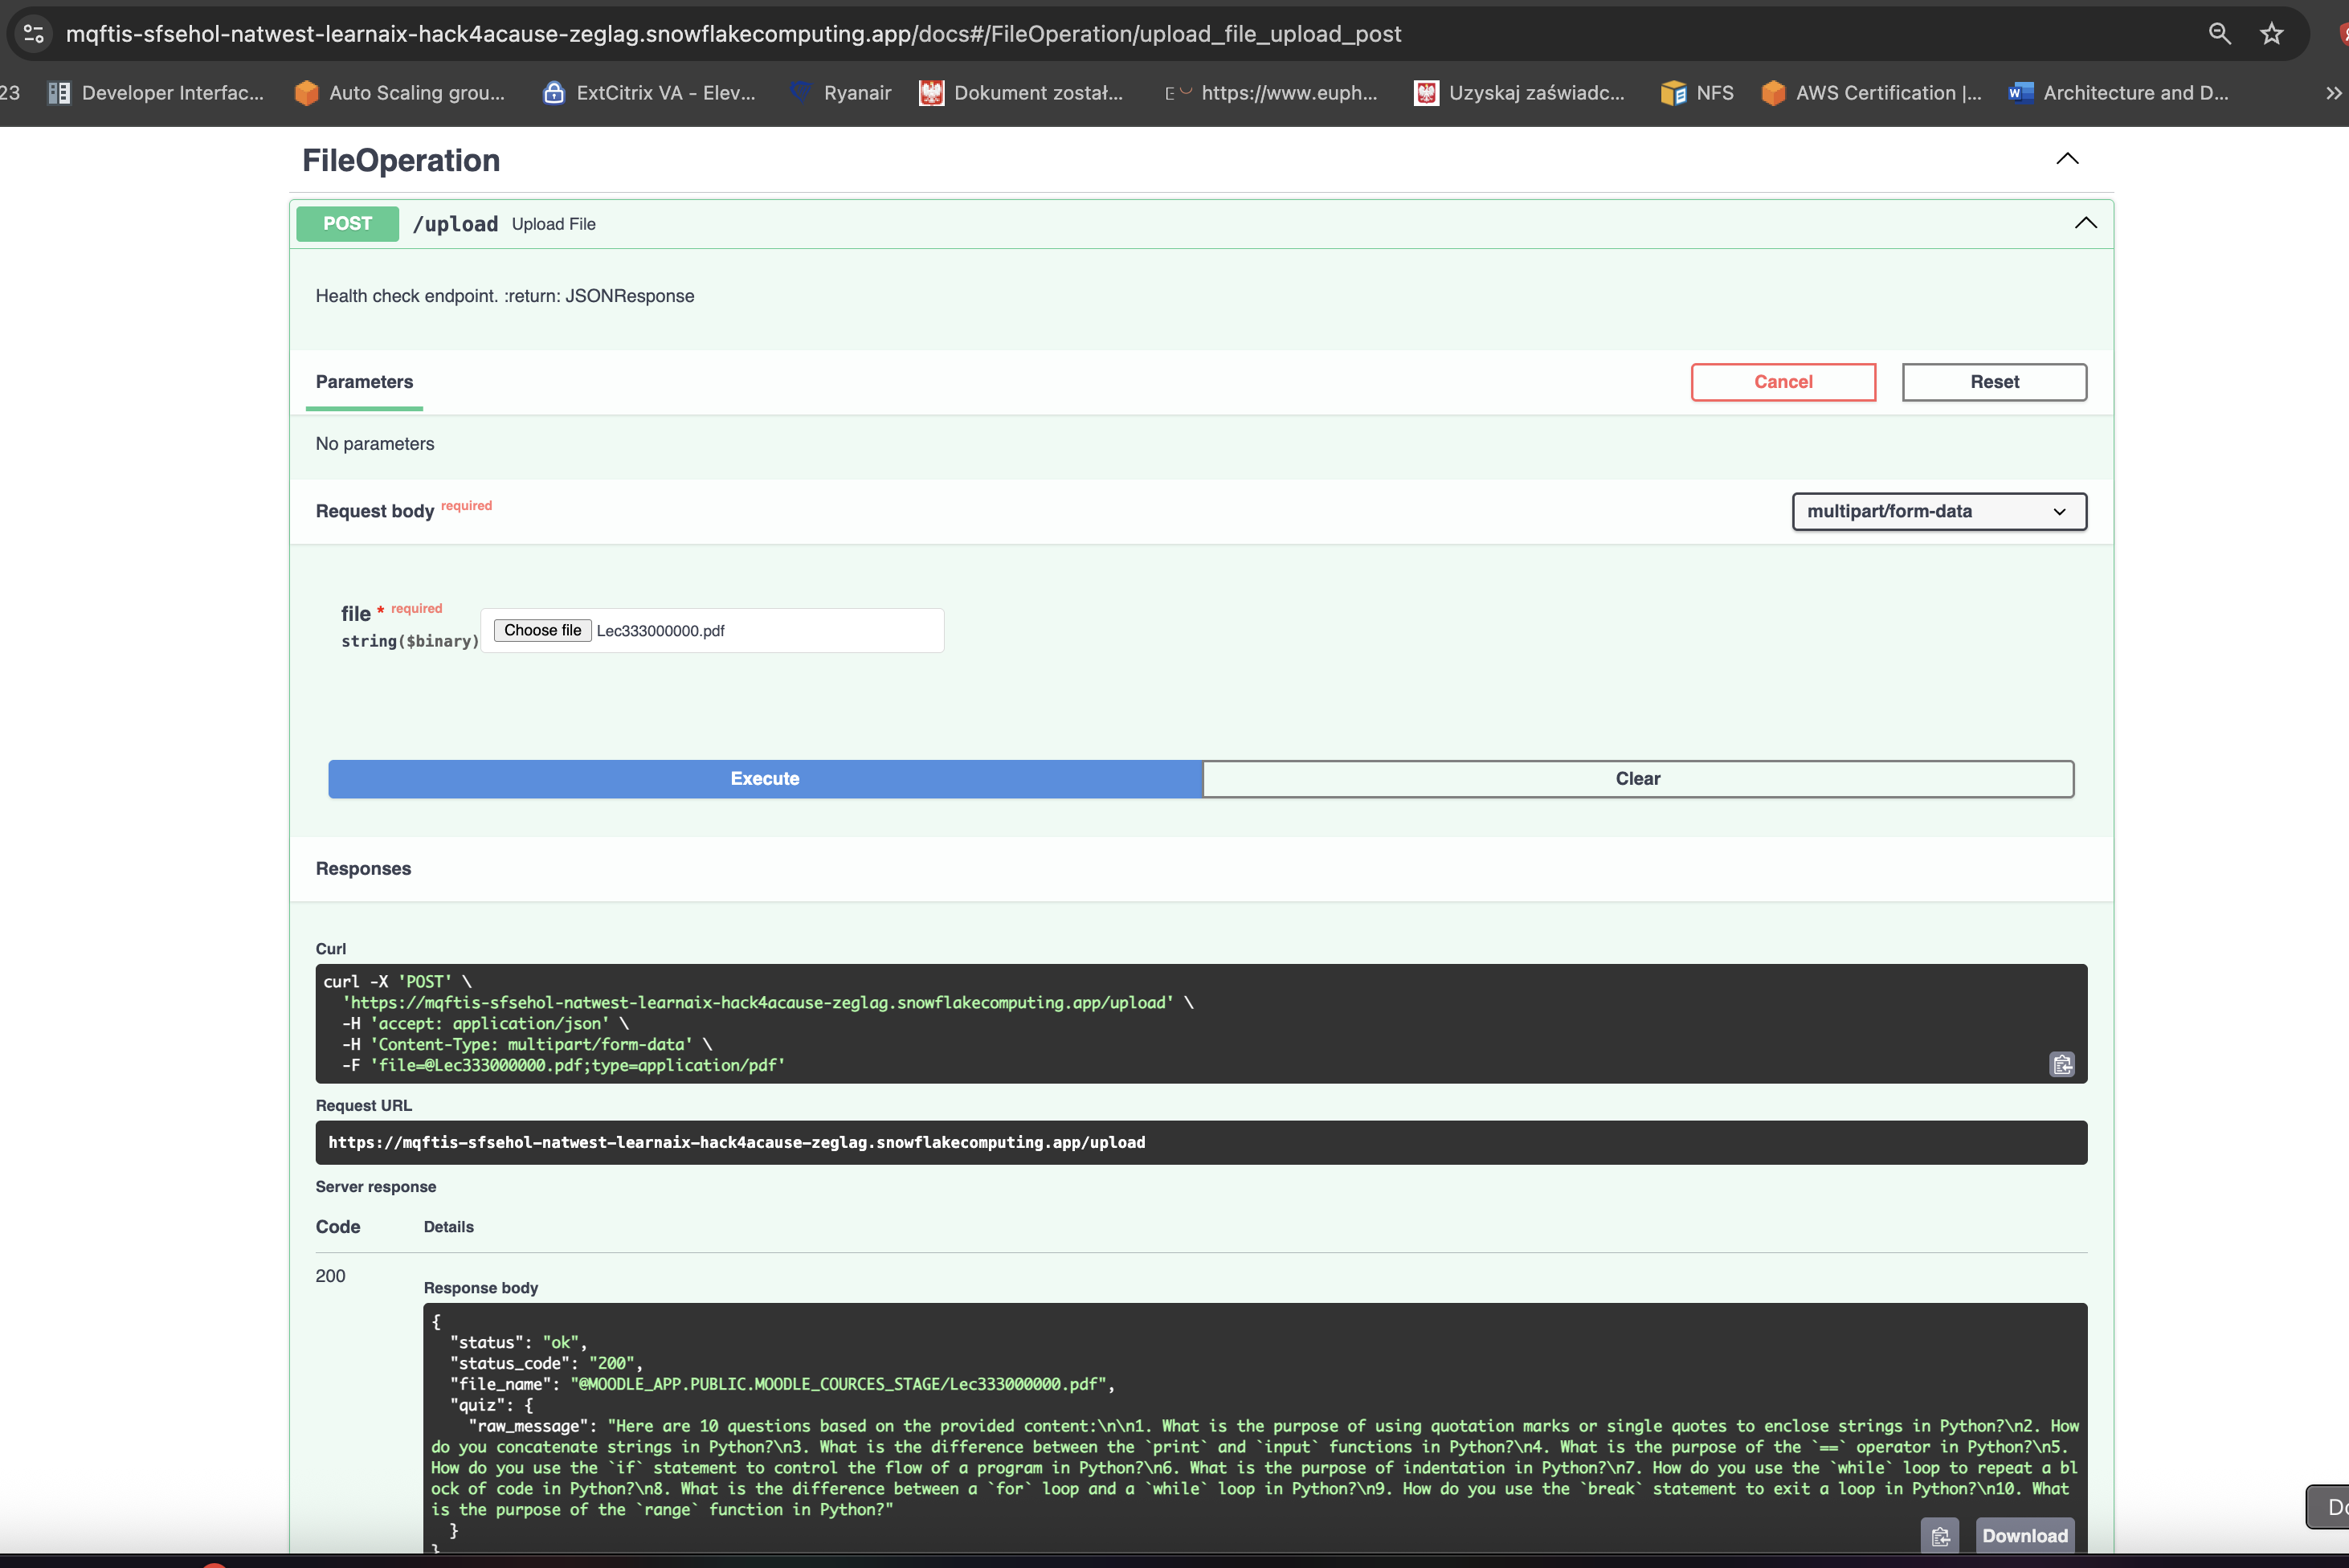 mqftis-sfsehol-natwest-learnaix-hack4acause-zeglag.snowflakecomputing.app/docs#/FileOperation/upload_file_upload_post
23 Developer Interfac... Auto Scaling grou... ExtCitrix VA - Elev... Ryanair Dokument został... https://www.euph... Uzyskaj zaświadc... NFS AWS Certification |... Architecture and D... »
FileOperation
POST /upload Upload File
Health check endpoint. :return: JSONResponse
Parameters Cancel Reset
No parameters
Request body required multipart/form-data
file * required
string($binary) Choose file Lec333000000.pdf
Execute Clear
Responses
Curl
curl -X 'POST' \
'https://mqftis-sfsehol-natwest-learnaix-hack4acause-zeglag.snowflakecomputing.app/upload' \
-H 'accept: application/json' \
-H 'Content-Type: multipart/form-data' \
-F 'file=@Lec333000000.pdf;type=application/pdf'
Request URL
https://mqftis-sfsehol-natwest-learnaix-hack4acause-zeglag.snowflakecomputing.app/upload
Server response
Code Details
200
Response body
{
"status": "ok",
"status_code": "200",
"file_name": "@MOODLE_APP.PUBLIC.MOODLE_COURCES_STAGE/Lec333000000.pdf",
"quiz": {
"raw_message": "Here are 10 questions based on the provided content:\n\n1. What is the purpose of using quotation marks or single quotes to enclose strings in Python?\n2. How
do you concatenate strings in Python?\n3. What is the difference between the `print` and `input` functions in Python?\n4. What is the purpose of the `==` operator in Python?\n5.
How do you use the `if` statement to control the flow of a program in Python?\n6. What is the purpose of indentation in Python?\n7. How do you use the `while` loop to repeat a bl
ock of code in Python?\n8. What is the difference between a `for` loop and a `while` loop in Python?\n9. How do you use the `break` statement to exit a loop in Python?\n10. What
is the purpose of the `range` function in Python?"
}
}
Download